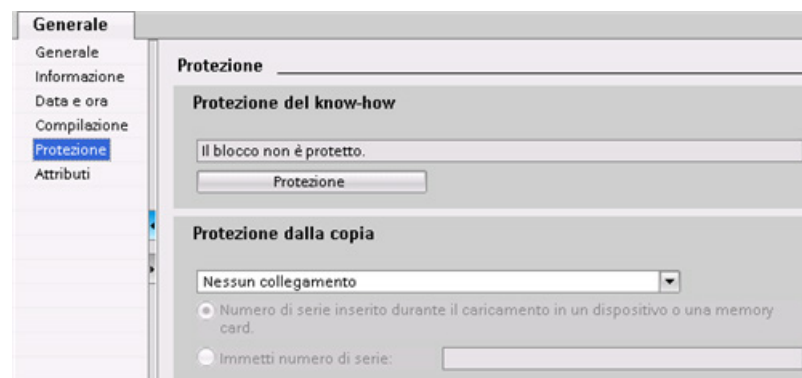 Generale
Generale
Informazione
Data e ora
Compilazione
Protezione
Attributi
Protezione
Protezione del know-how
Il blocco non è protetto.
Protezione
Protezione dalla copia
Nessun collegamento
Numero di serie inserito durante il caricamento in un dispositivo o una memory
card.
Immetti numero di serie: